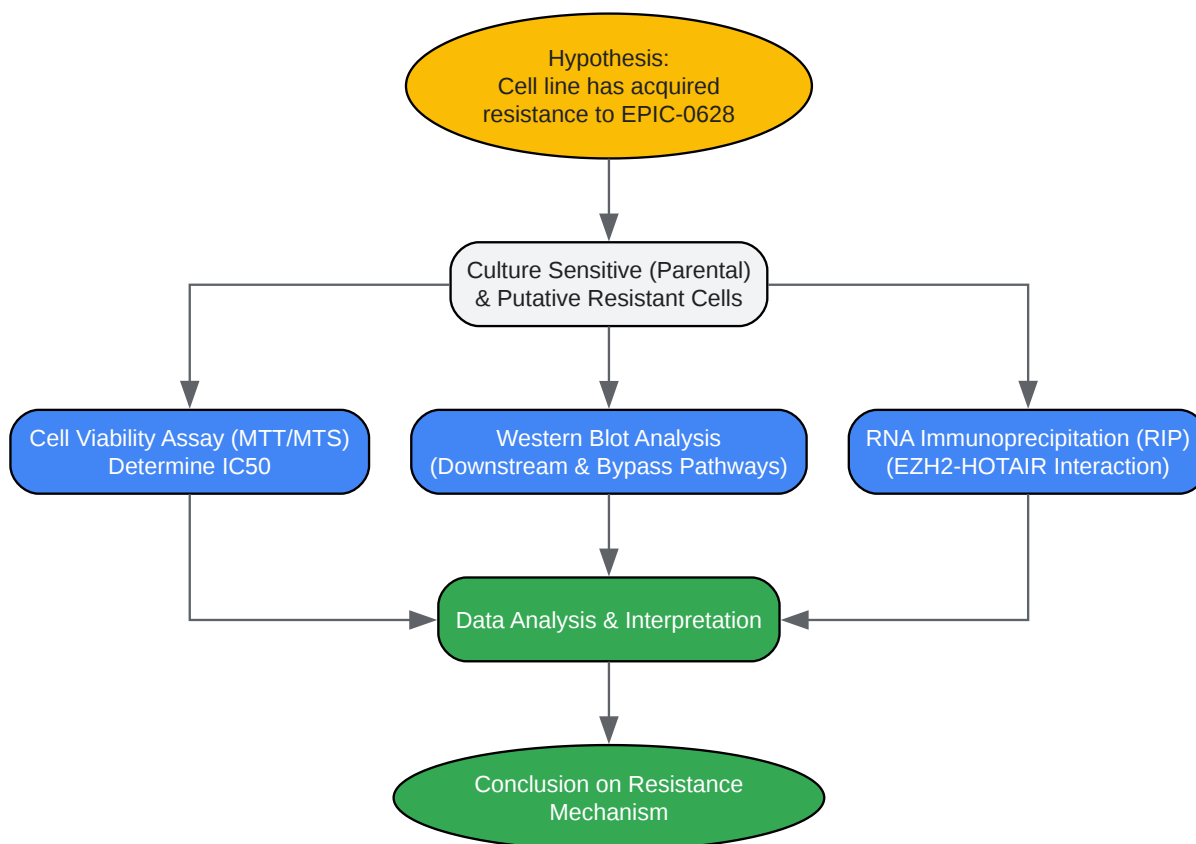 Hypothesis:
Cell line has acquired
resistance to EPIC-0628
Culture Sensitive (Parental)
& Putative Resistant Cells
Cell Viability Assay (MTT/MTS)
Determine IC50
Western Blot Analysis
(Downstream & Bypass Pathways)
RNA Immunoprecipitation (RIP)
(EZH2-HOTAIR Interaction)
Data Analysis & Interpretation
Conclusion on Resistance
Mechanism